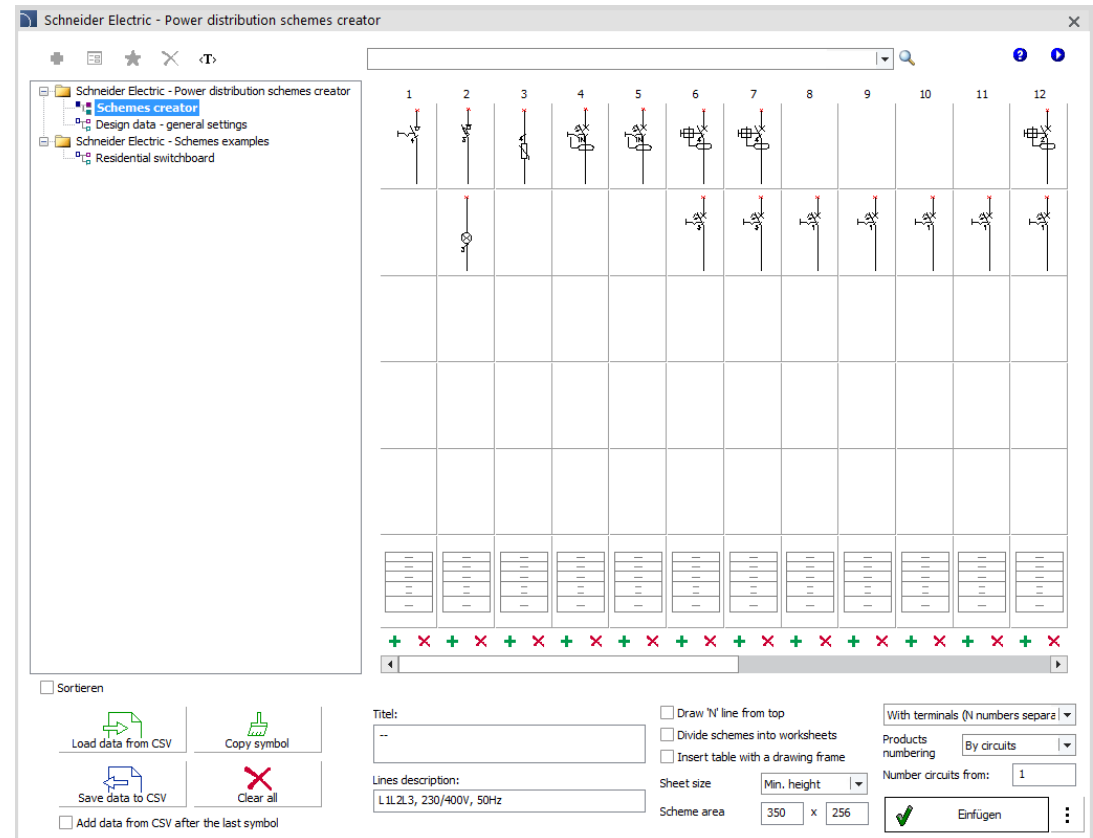 Schneider Electric - Power distribution schemes creator
<T>
Schneider Electric - Power distribution schemes creator
Schemes creator
Design data - general settings
Schneider Electric - Schemes examples
Residential switchboard
1 2 3 4 5 6 7 8 9 10 11 12
Sortieren
Load data from CSV
Copy symbol
Save data to CSV
Clear all
Add data from CSV after the last symbol
Titel:
--
Lines description:
L1L2L3, 230/400V, 50Hz
Draw 'N' line from top
Divide schemes into worksheets
Insert table with a drawing frame
Sheet size
Min. height
Scheme area
350 x 256
With terminals (N numbers separa
Products
numbering
By circuits
Number circuits from:
1
Einfügen